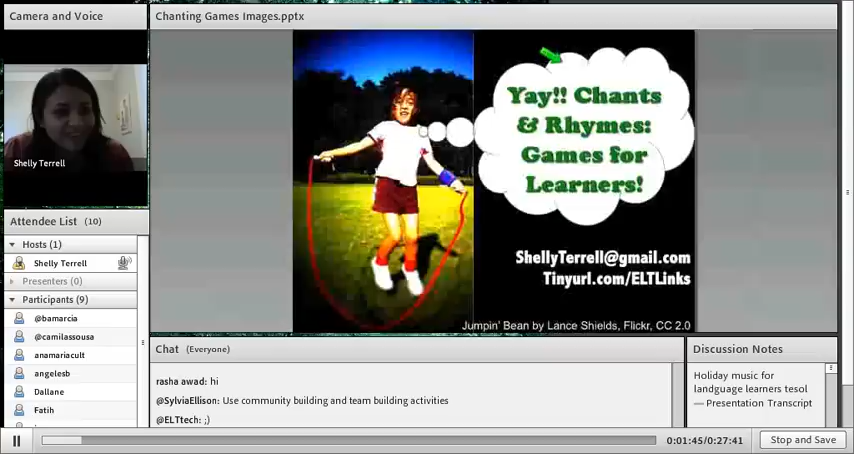 Camera and Voice
Chanting Games Images.pptx
Shelly Terrell
Yay!! Chants
& Rhymes:
Games for
Learners!
ShellyTerrell@gmail.com
Tinyurl.com/ELTLinks
Jumpin' Bean by Lance Shields, Flickr, CC 2.0
Attendee List (10)
Hosts (1)
Shelly Terrell
Presenters (0)
Participants (9)
@bamarcia
@camilassousa
anamariacult
angelesb
Dallane
Fatih
Chat (Everyone)
rasha awad: hi
@SylviaEllison: Use community building and team building activities
@ELTtech: ;)
Discussion Notes
Holiday music for
landguage learners tesol
— Presentation Transcript
0:01:45/0:27:41
Stop and Save